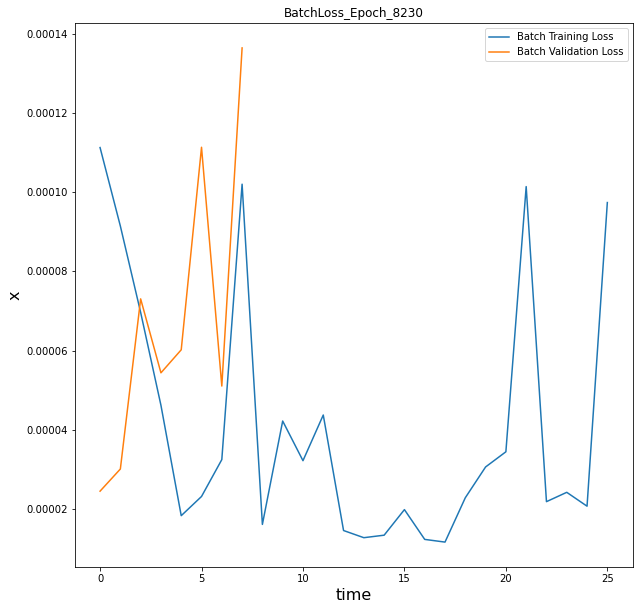 BatchLoss_Epoch_8230
Batch Training Loss
Batch Validation Loss
0.00014
0.00012
0.00010
0.00008
0.00006
0.00004
0.00002
x
0 5 10 15 20 25
time